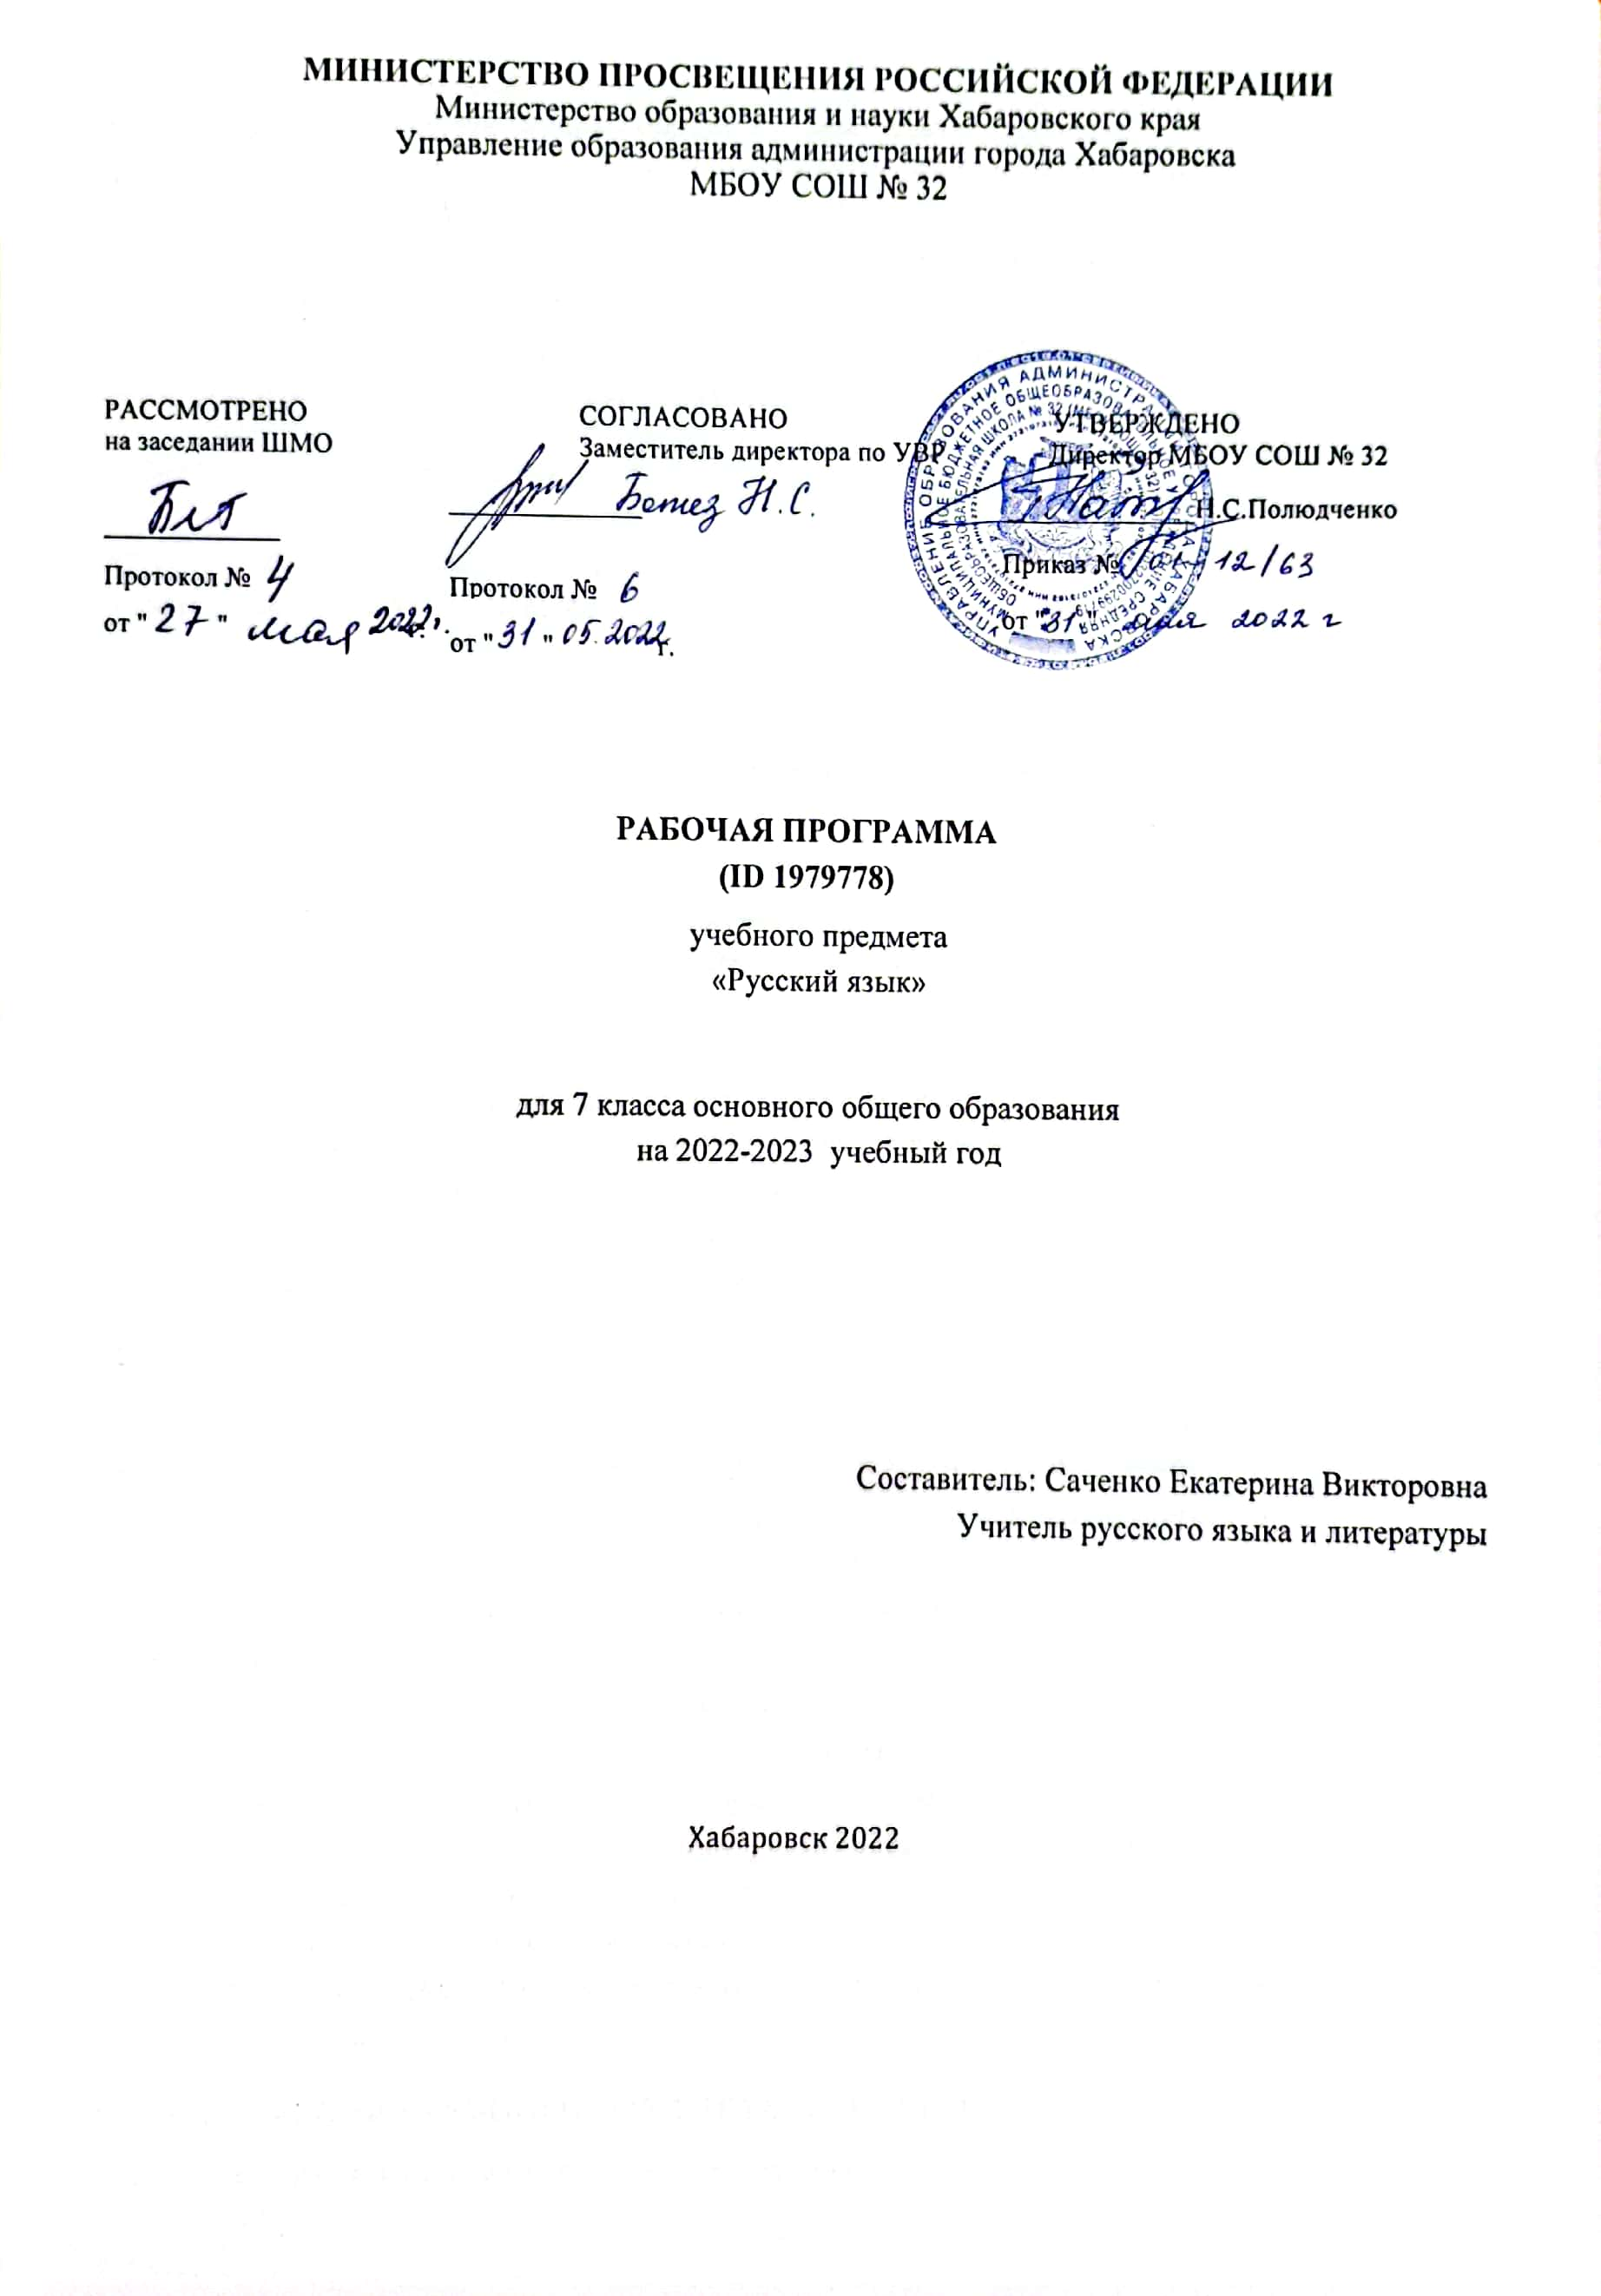 МИНИСТЕРСТВО ПРОСВЕЩЕНИЯ РОССИЙСКОЙ ФЕДЕРАЦИИ
Министерство образования и науки Хабаровского края
Управление образования администрации города Хабаровска
МБОУ СОШ № 32
РАССМОТРЕНО
на заседании ШМО
Протокол № 4
от " 27 " мая 2022г.
СОГЛАСОВАНО
Заместитель директора по УВР
Ботез Н.С.
Протокол № 6
от " 31 " 05.2022г.
УТВЕРЖДЕНО
Директор МБОУ СОШ № 32
Н.С.Полюдченко
Приказ № 12/63
от "31" мая 2022 г
РАБОЧАЯ ПРОГРАММА
(ID 1979778)
учебного предмета
«Русский язык»
для 7 класса основного общего образования
на 2022-2023 учебный год
Составитель: Саченко Екатерина Викторовна
Учитель русского языка и литературы
Хабаровск 2022